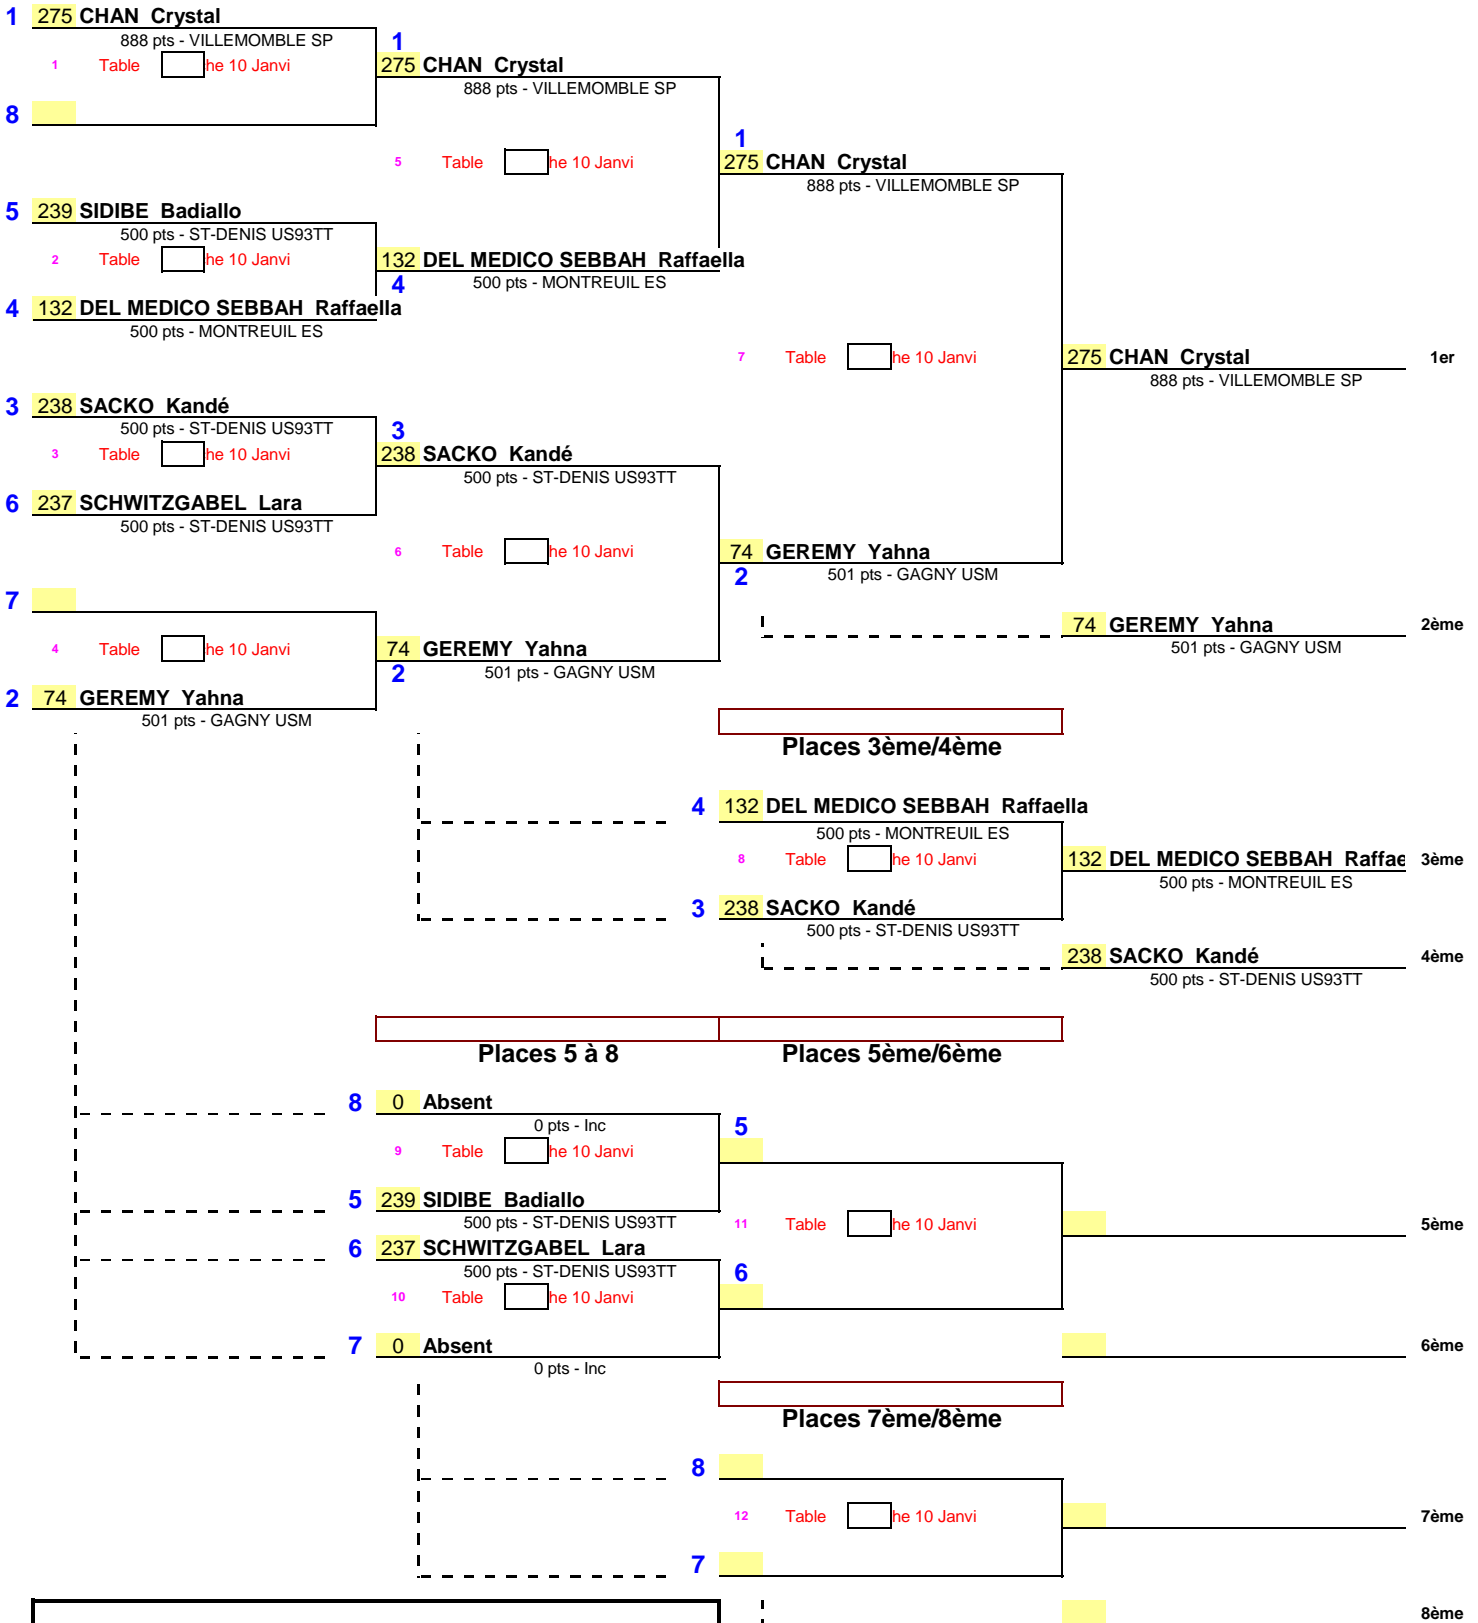 1 275 CHAN Crystal
888 pts - VILLEMOMBLE SP 1
1 Table he 10 Janvi 275 CHAN Crystal
888 pts - VILLEMOMBLE SP
8
1
5 Table he 10 Janvi 275 CHAN Crystal
888 pts - VILLEMOMBLE SP
5 239 SIDIBE Badiallo
500 pts - ST-DENIS US93TT
2 Table he 10 Janvi 132 DEL MEDICO SEBBAH Raffaella
4 500 pts - MONTREUIL ES
4 132 DEL MEDICO SEBBAH Raffaella
500 pts - MONTREUIL ES
7 Table he 10 Janvi 275 CHAN Crystal 1er
888 pts - VILLEMOMBLE SP
3 238 SACKO Kandé
500 pts - ST-DENIS US93TT 3
3 Table he 10 Janvi 238 SACKO Kandé
500 pts - ST-DENIS US93TT
6 237 SCHWITZGABEL Lara
500 pts - ST-DENIS US93TT
6 Table he 10 Janvi 74 GEREMY Yahna
2 501 pts - GAGNY USM
7
74 GEREMY Yahna 2ème
4 Table he 10 Janvi 74 GEREMY Yahna 501 pts - GAGNY USM
2 501 pts - GAGNY USM
2 74 GEREMY Yahna
501 pts - GAGNY USM
Places 3ème/4ème
4 132 DEL MEDICO SEBBAH Raffaella
500 pts - MONTREUIL ES
8 Table he 10 Janvi 132 DEL MEDICO SEBBAH Raffae 3ème
500 pts - MONTREUIL ES
3 238 SACKO Kandé
500 pts - ST-DENIS US93TT
238 SACKO Kandé 4ème
500 pts - ST-DENIS US93TT
Places 5 à 8 Places 5ème/6ème
8 0 Absent
0 pts - Inc 5
9 Table he 10 Janvi
5 239 SIDIBE Badiallo
500 pts - ST-DENIS US93TT 11 Table he 10 Janvi 5ème
6 237 SCHWITZGABEL Lara
500 pts - ST-DENIS US93TT 6
10 Table he 10 Janvi
7 0 Absent 6ème
0 pts - Inc
Places 7ème/8ème
8
12 Table he 10 Janvi 7ème
7
8ème